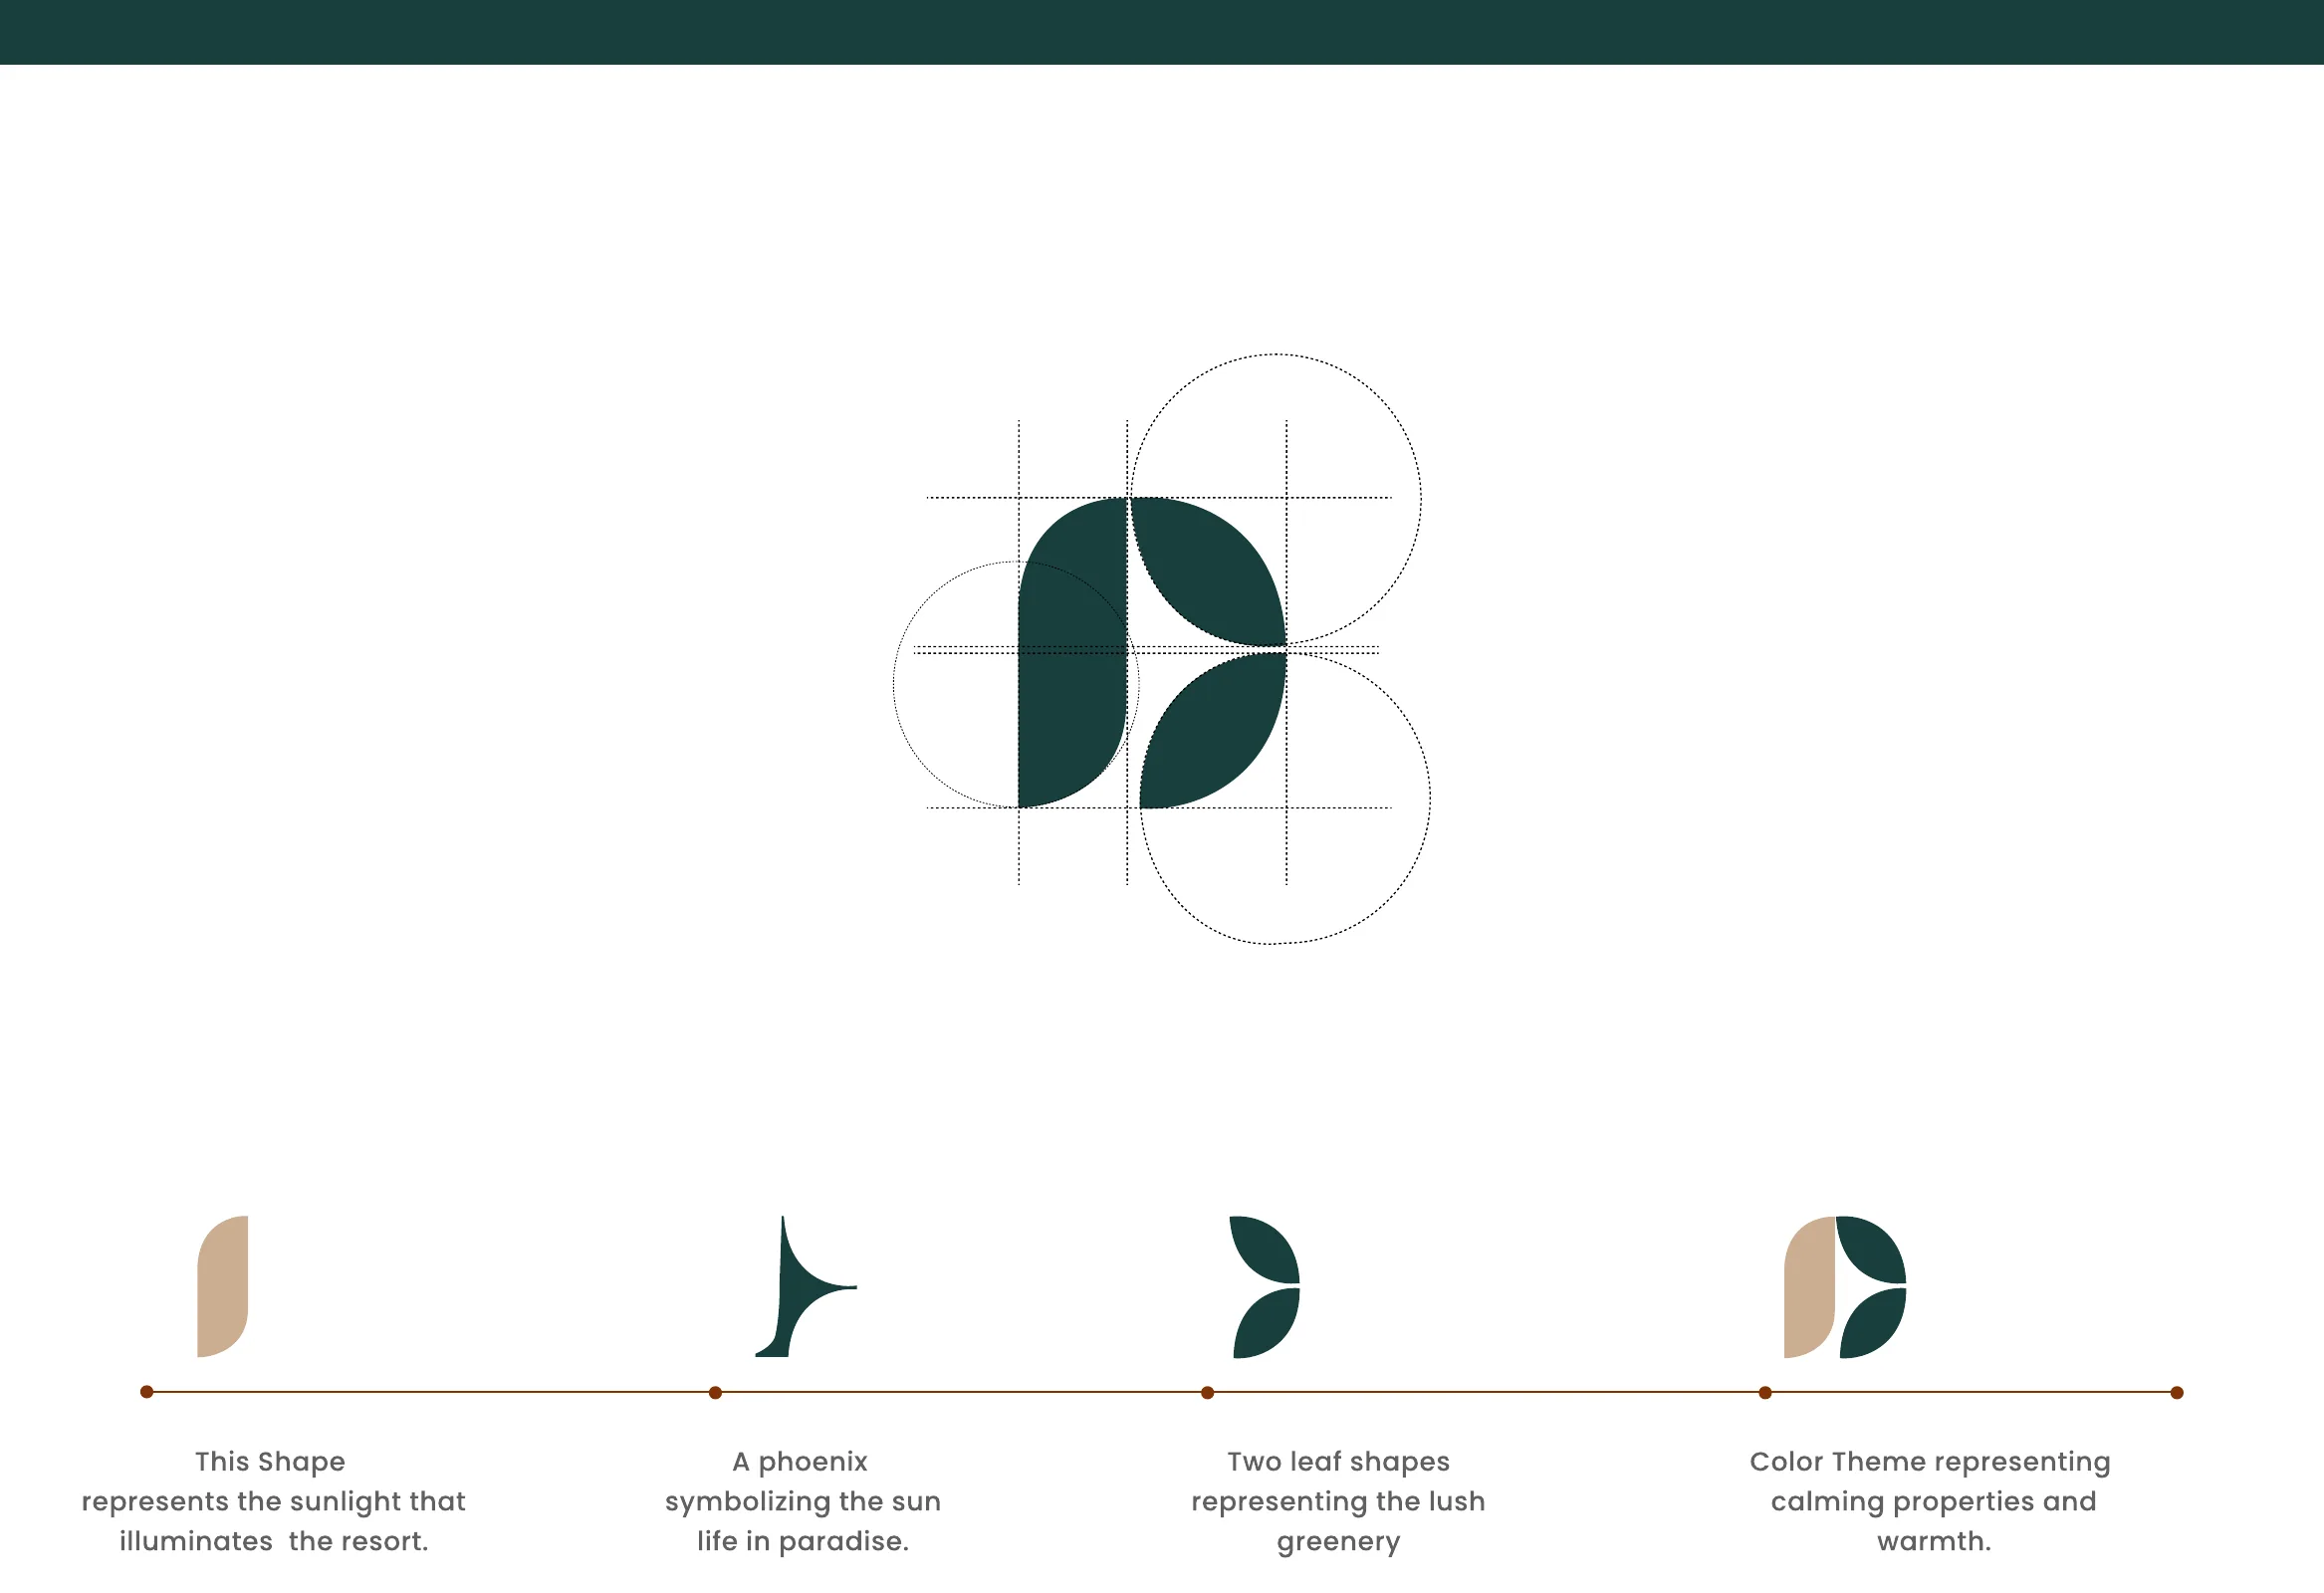 This Shape
represents the sunlight that
illuminates  the resort.
A phoenix
symbolizing the sun
life in paradise.
Two leaf shapes
representing the lush
greenery
Color Theme representing
calming properties and
warmth.